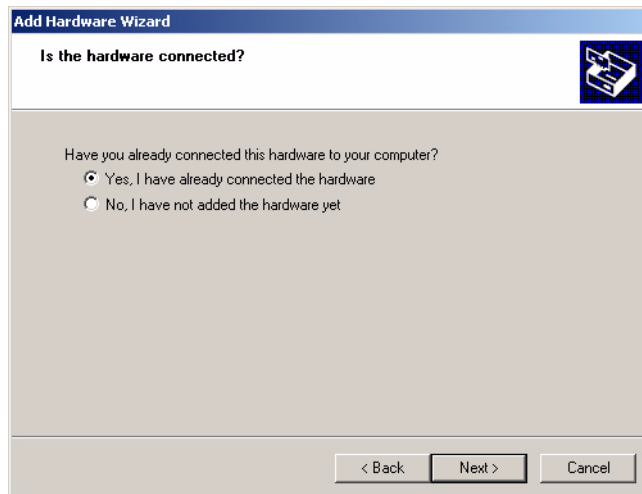 Add Hardware Wizard
Is the hardware connected?
Have you already connected this hardware to your computer?
Yes, I have already connected the hardware
No, I have not added the hardware yet
< Back Next > Cancel